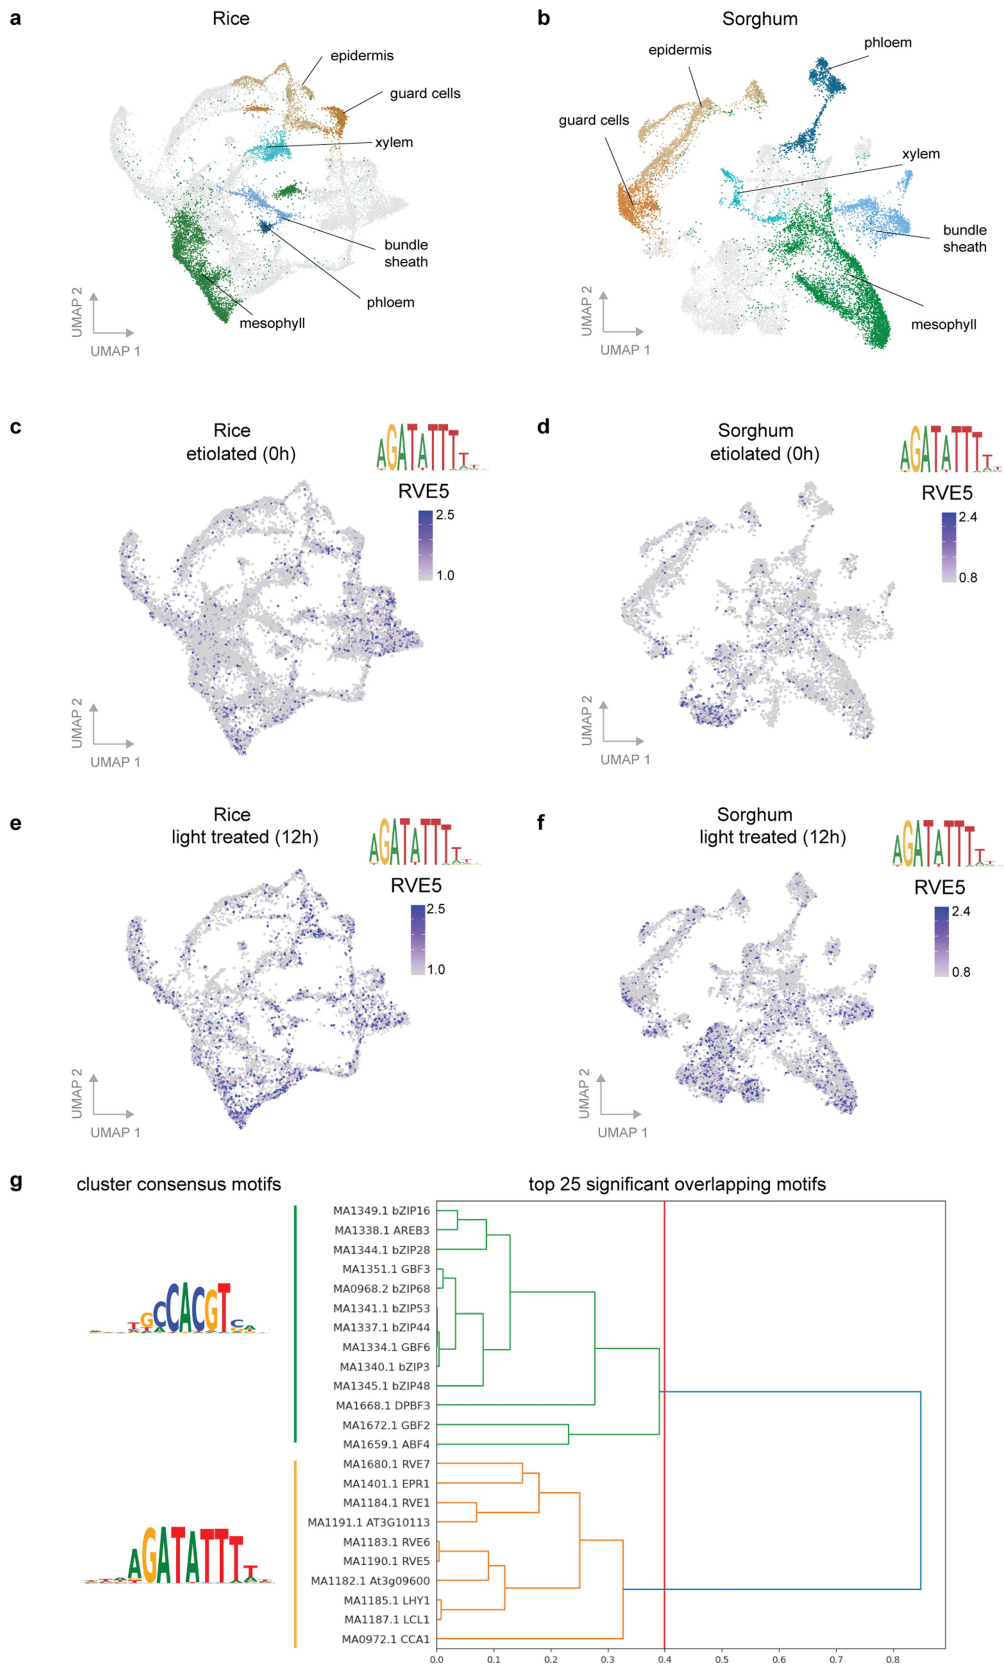 a
Rice
epidermis
guard cells
xylem
bundle
sheath
phloem
mesophyll
UMAP 2
UMAP 1
b
Sorghum
phloem
epidermis
guard cells
xylem
bundle
sheath
mesophyll
UMAP 2
UMAP 1
c
Rice
etiolated (0h)
AGATATTTTT
RVE5
2.5
1.0
UMAP 2
UMAP 1
d
Sorghum
etiolated (0h)
AGATATTTT
RVE5
2.4
0.8
UMAP 2
UMAP 1
e
Rice
light treated (12h)
AGATATTTT
RVE5
2.5
1.0
UMAP 2
UMAP 1
f
Sorghum
light treated (12h)
AGATATTTT
RVE5
2.4
0.8
UMAP 2
UMAP 1
g
cluster consensus motifs
top 25 significant overlapping motifs
TGCCACGTCA
AGATATTTT
MA1349.1 bZIP16
MA1338.1 AREB3
MA1344.1 bZIP28
MA1351.1 GBF3
MA0968.2 bZIP68
MA1341.1 bZIP53
MA1337.1 bZIP44
MA1334.1 GBF6
MA1340.1 bZIP3
MA1345.1 bZIP48
MA1668.1 DPBF3
MA1672.1 GBF2
MA1659.1 ABF4
MA1680.1 RVE7
MA1401.1 EPR1
MA1184.1 RVE1
MA1191.1 AT3G10113
MA1183.1 RVE6
MA1190.1 RVE5
MA1182.1 At3g09600
MA1185.1 LHY1
MA1187.1 LCL1
MA0972.1 CCA1
0.0 0.1 0.2 0.3 0.4 0.5 0.6 0.7 0.8